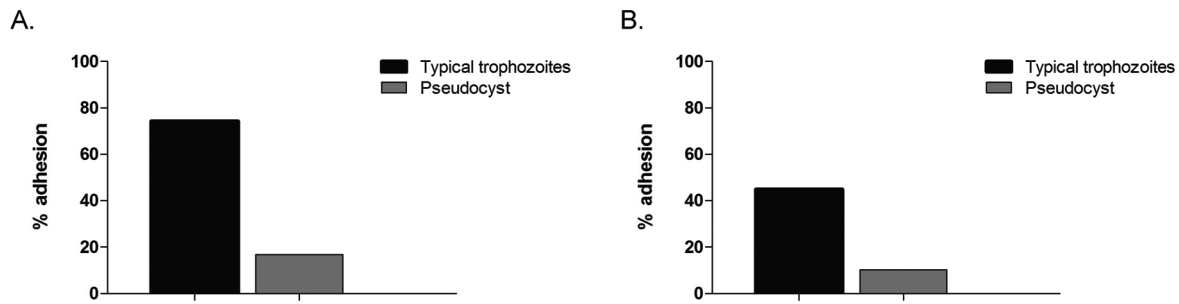 A.
100
80
60
40
20
0
% adhesion
Typical trophozoites
Pseudocyst
B.
100
80
60
40
20
0
% adhesion
Typical trophozoites
Pseudocyst